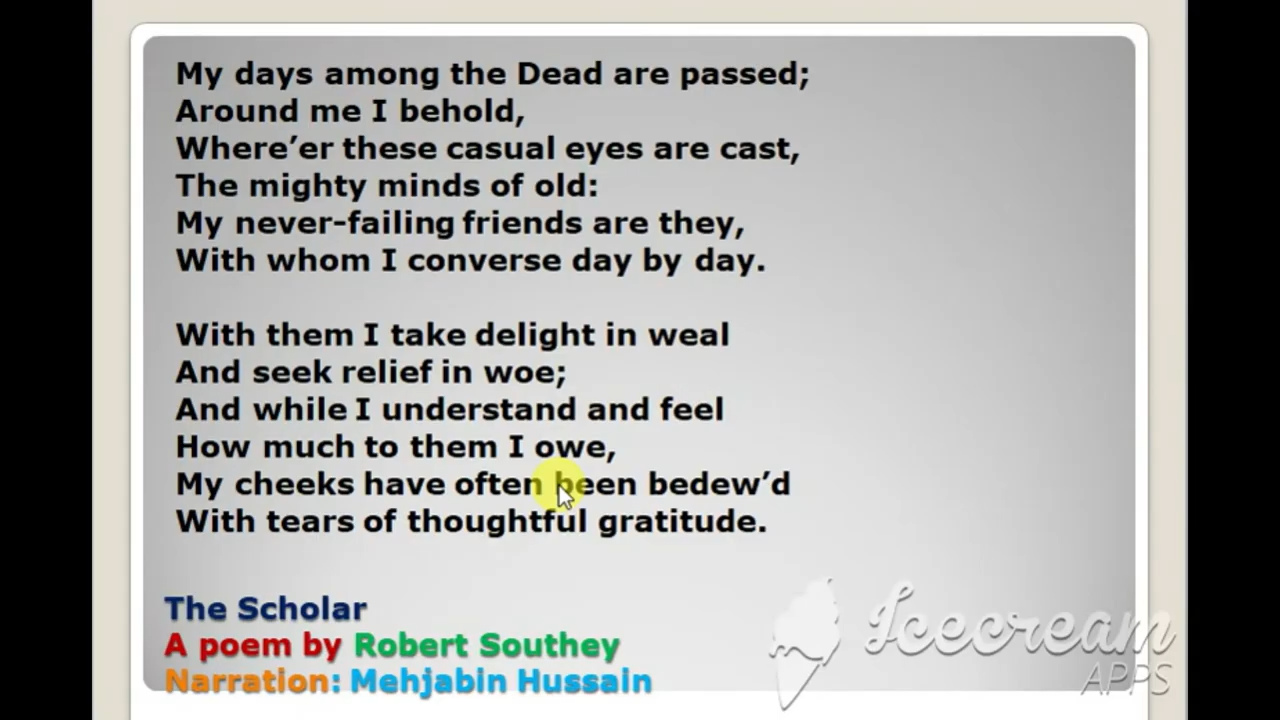 My days among the Dead are passed;
Around me I behold,
Where’er these casual eyes are cast,
The mighty minds of old:
My never-failing friends are they,
With whom I converse day by day.
With them I take delight in weal
And seek relief in woe;
And while I understand and feel
How much to them I owe,
My cheeks have often been bedew’d
With tears of thoughtful gratitude.
The Scholar
A poem by Robert Southey
Narration: Mehjabin Hussain
Icecream
APPS